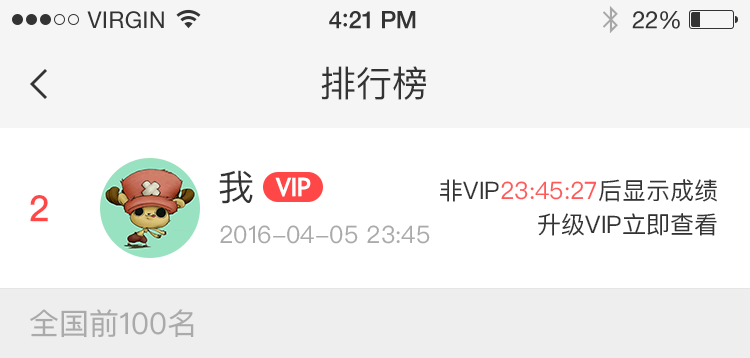 VIRGIN 4:21 PM 22%
排行榜
2
我 VIP
2016-04-05 23:45
非VIP23:45:27后显示成绩
升级VIP立即查看
全国前100名